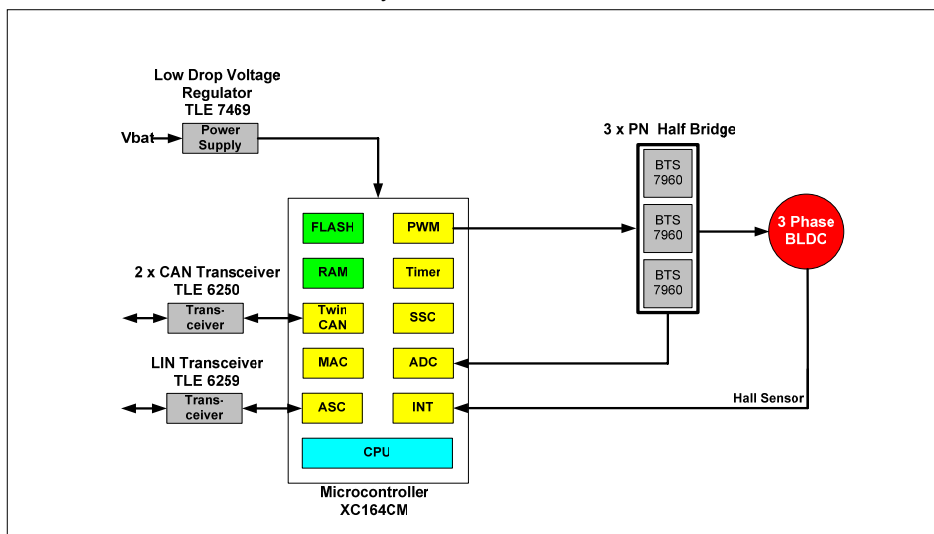 Low Drop Voltage
Regulator
TLE 7469
Vbat
Power
Supply
3 x PN Half Bridge
BTS
7960
BTS
7960
BTS
7960
3 Phase
BLDC
FLASH
PWM
RAM
Timer
2 x CAN Transceiver
TLE 6250
Trans-
ceiver
Twin
CAN
SSC
MAC
ADC
LIN Transceiver
TLE 6259
Trans-
ceiver
ASC
INT
Hall Sensor
CPU
Microcontroller
XC164CM